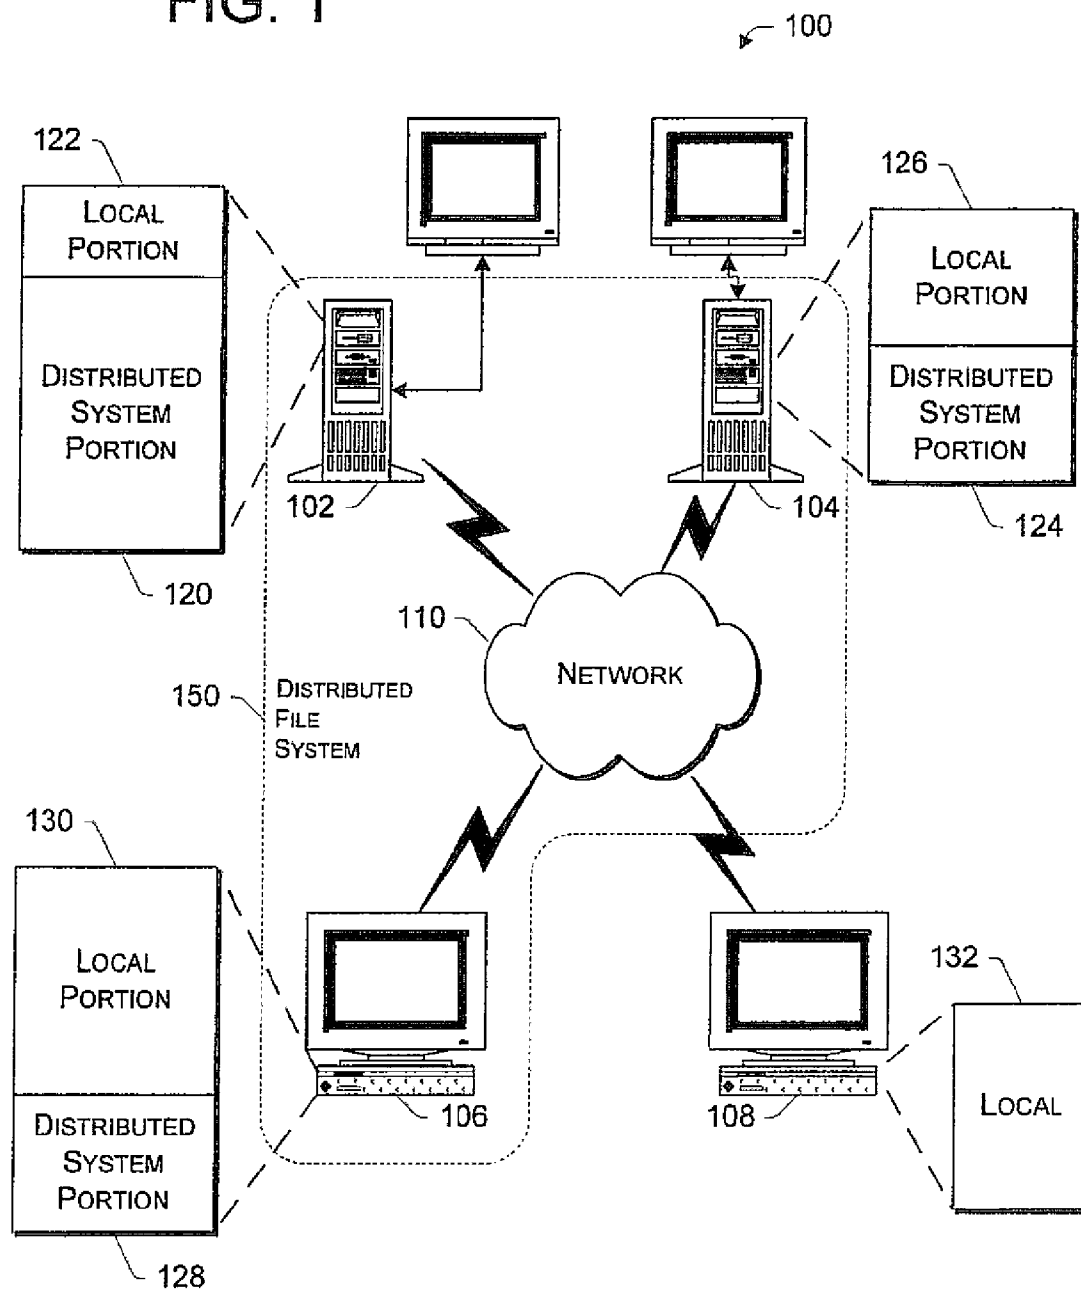 FIG. 1
100
122
LOCAL
PORTION
DISTRIBUTED
SYSTEM
PORTION
120
126
LOCAL
PORTION
DISTRIBUTED
SYSTEM
PORTION
124
102
104
110
NETWORK
150
DISTRIBUTED
FILE
SYSTEM
130
LOCAL
PORTION
DISTRIBUTED
SYSTEM
PORTION
128
106
108
132
LOCAL